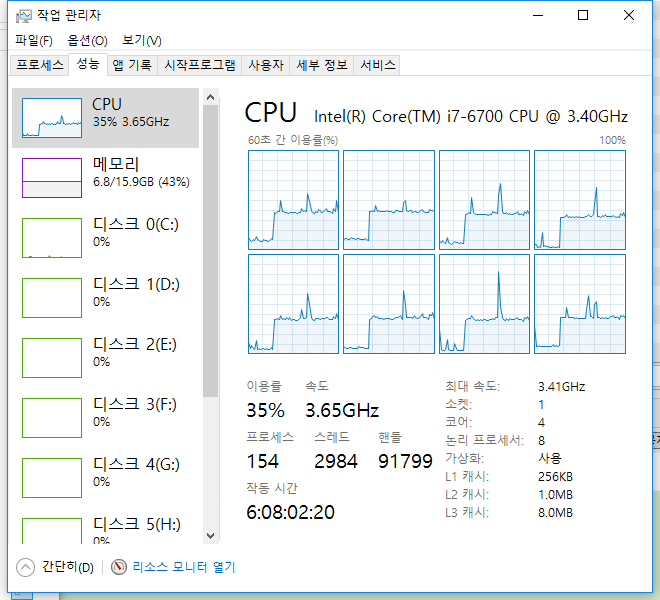 작업 관리자
파일(F) 옵션(O) 보기(V)
프로세스 성능 앱 기록 시작프로그램 사용자 세부 정보 서비스
CPU
35% 3.65GHz
메모리
6.8/15.9GB (43%)
디스크 0(C:)
0%
디스크 1(D:)
0%
디스크 2(E:)
0%
디스크 3(F:)
0%
디스크 4(G:)
0%
디스크 5(H:)
0%
CPU Intel(R) Core(TM) i7-6700 CPU @ 3.40GHz
60초 간 이용률(%) 100%
이용률 속도
35% 3.65GHz
프로세스 스레드 핸들
154 2984 91799
작동 시간
6:08:02:20
최대 속도: 3.41GHz
소켓: 1
코어: 4
논리 프로세서: 8
가상화: 사용
L1 캐시: 256KB
L2 캐시: 1.0MB
L3 캐시: 8.0MB
간단히(D) 리소스 모니터 열기